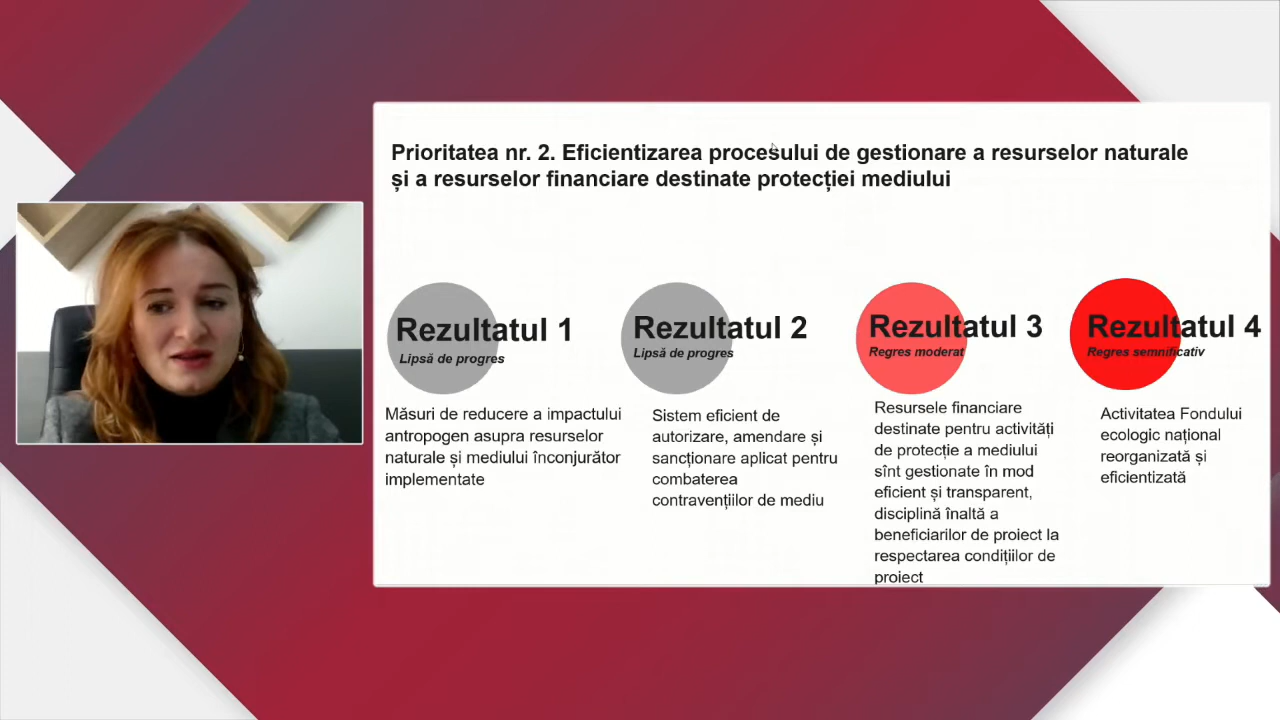 Prioritatea nr. 2. Eficientizarea procesului de gestionare a resurselor naturale
și a resurselor financiare destinate protecției mediului
Rezultatul 1
Lipsă de progres
Măsuri de reducere a impactului
antropogen asupra resurselor
naturale și mediului înconjurător
implementate
Rezultatul 2
Lipsă de progres
Sistem eficient de
autorizare, amendare și
sancționare aplicat pentru
combaterea
contravențiilor de mediu
Rezultatul 3
Regres moderat
Resursele financiare
destinate pentru activități
de protecție a mediului
sînt gestionate în mod
eficient și transparent,
disciplină înaltă a
beneficiarilor de proiect la
respectarea condițiilor de
proiect
Rezultatul 4
Regres semnificativ
Activitatea Fondului
ecologic național
reorganizată și
eficientizată